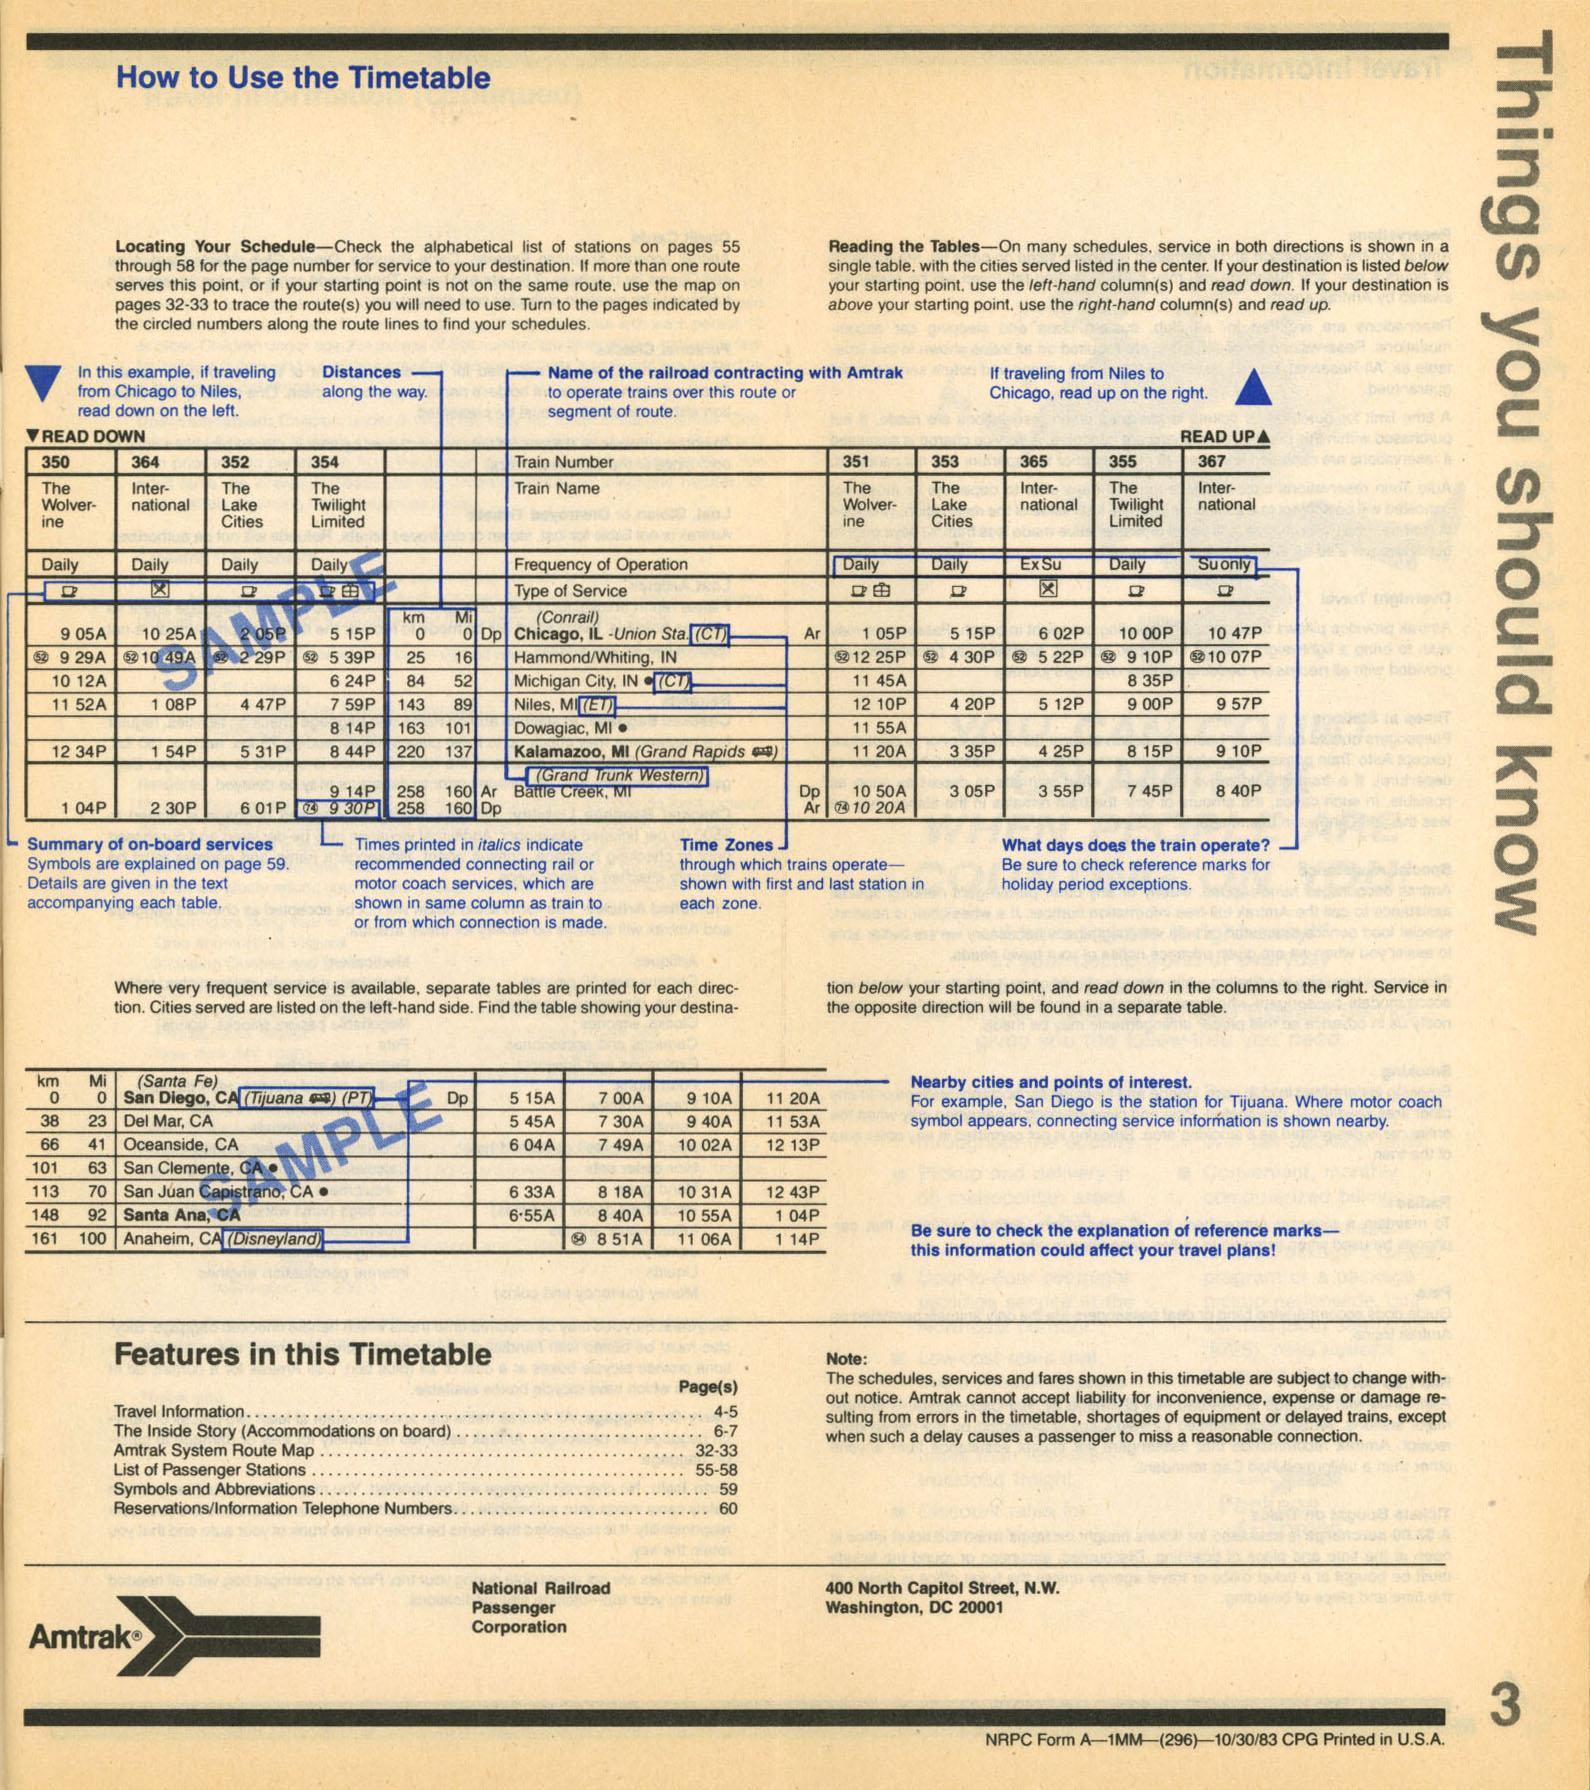 How to Use the Timetable
Things you should know
Locating Your Schedule—Check the alphabetical list of stations on pages 55
through 58 for the page number for service to your destination. If more than one route
serves this point, or if your starting point is not on the same route, use the map on
pages 32-33 to trace the route(s) you will need to use. Turn to the pages indicated by
the circled numbers along the route lines to find your schedules.
Reading the Tables—On many schedules, service in both directions is shown in a
single table, with the cities served listed in the center. If your destination is listed below
your starting point, use the left-hand column(s) and read down. If your destination is
above your starting point, use the right-hand column(s) and read up.
In this example, if traveling
from Chicago to Niles,
read down on the left.
Distances
along the way.
Name of the railroad contracting with Amtrak
to operate trains over this route or
segment of route.
If traveling from Niles to
Chicago, read up on the right.
▼READ DOWN
READ UP▲
350 364 352 354 Train Number 351 353 365 355 367
The Inter- The The Train Name The The Inter- The Inter-
Wolver- national Lake Twilight Wolver- Lake national Twilight national
ine Cities Limited ine Cities Limited
Daily Daily Daily Daily Frequency of Operation Daily Daily ExSu Daily Su only
Type of Service
km Mi (Conrail)
9 05A 10 25A 2 05P 5 15P 0 0 Dp Chicago, IL -Union Sta. (CT) Ar 1 05P 5 15P 6 02P 10 00P 10 47P
52 9 29A 52 10 49A 52 2 29P 52 5 39P 25 16 Hammond/Whiting, IN 52 12 25P 52 4 30P 52 5 22P 52 9 10P 52 10 07P
10 12A 6 24P 84 52 Michigan City, IN ● (CT) 11 45A 8 35P
11 52A 1 08P 4 47P 7 59P 143 89 Niles, MI (ET) 12 10P 4 20P 5 12P 9 00P 9 57P
8 14P 163 101 Dowagiac, MI ● 11 55A
12 34P 1 54P 5 31P 8 44P 220 137 Kalamazoo, MI (Grand Rapids) 11 20A 3 35P 4 25P 8 15P 9 10P
(Grand Trunk Western)
9 14P 258 160 Ar Battle Creek, MI Dp 10 50A 3 05P 3 55P 7 45P 8 40P
1 04P 2 30P 6 01P 74 9 30P 258 160 Dp Ar 74 10 20A
SAMPLE
Summary of on-board services
Symbols are explained on page 59.
Details are given in the text
accompanying each table.
Times printed in italics indicate
recommended connecting rail or
motor coach services, which are
shown in same column as train to
or from which connection is made.
Time Zones
through which trains operate—
shown with first and last station in
each zone.
What days does the train operate?
Be sure to check reference marks for
holiday period exceptions.
Where very frequent service is available, separate tables are printed for each direc-
tion. Cities served are listed on the left-hand side. Find the table showing your destina-
tion below your starting point, and read down in the columns to the right. Service in
the opposite direction will be found in a separate table.
km Mi (Santa Fe)
0 0 San Diego, CA (Tijuana) (PT) Dp 5 15A 7 00A 9 10A 11 20A
38 23 Del Mar, CA 5 45A 7 30A 9 40A 11 53A
66 41 Oceanside, CA 6 04A 7 49A 10 02A 12 13P
101 63 San Clemente, CA ●
113 70 San Juan Capistrano, CA ● 6 33A 8 18A 10 31A 12 43P
148 92 Santa Ana, CA 6 55A 8 40A 10 55A 1 04P
161 100 Anaheim, CA (Disneyland) 54 8 51A 11 06A 1 14P
SAMPLE
Nearby cities and points of interest.
For example, San Diego is the station for Tijuana. Where motor coach
symbol appears, connecting service information is shown nearby.
Be sure to check the explanation of reference marks—
this information could affect your travel plans!
Features in this Timetable
Page(s)
Travel Information 4-5
The Inside Story (Accommodations on board) 6-7
Amtrak System Route Map 32-33
List of Passenger Stations 55-58
Symbols and Abbreviations 59
Reservations/Information Telephone Numbers 60
Note:
The schedules, services and fares shown in this timetable are subject to change with-
out notice. Amtrak cannot accept liability for inconvenience, expense or damage re-
sulting from errors in the timetable, shortages of equipment or delayed trains, except
when such a delay causes a passenger to miss a reasonable connection.
Amtrak®
National Railroad
Passenger
Corporation
400 North Capitol Street, N.W.
Washington, DC 20001
3
NRPC Form A—1MM—(296)—10/30/83 CPG Printed in U.S.A.